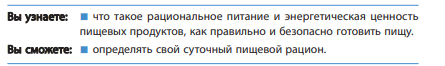 Вы узнаете: ■ что такое рациональное питание и энергетическая ценность
пищевых продуктов, как правильно и безопасно готовить пищу.
Вы сможете: ■ определять свой суточный пищевой рацион.